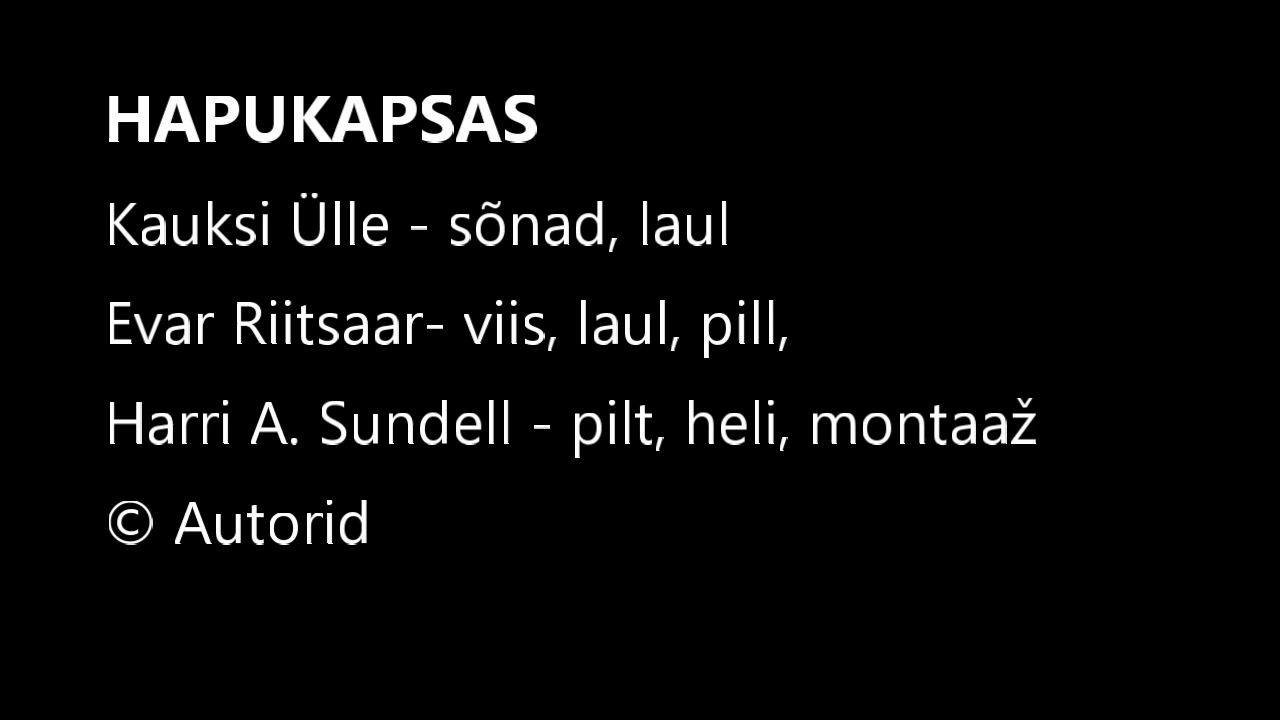 HAPUKAPSAS
Kauksi Ülle - sõnad, laul
Evar Riitsaar- viis, laul, pill,
Harri A. Sundell - pilt, heli, montaaž
© Autorid